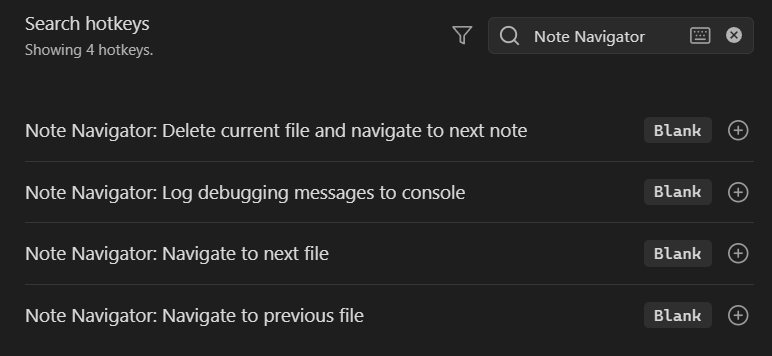 Search hotkeys
Showing 4 hotkeys.
Note Navigator
Note Navigator: Delete current file and navigate to next note
Blank
Note Navigator: Log debugging messages to console
Blank
Note Navigator: Navigate to next file
Blank
Note Navigator: Navigate to previous file
Blank